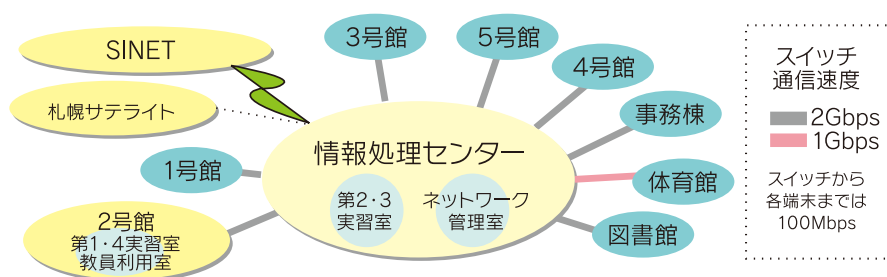 SINET
札幌サテライト
1号館
2号館
第1・4実習室
教員利用室
3号館
5号館
4号館
事務棟
体育館
図書館
情報処理センター
第2・3
実習室
ネットワーク
管理室
スイッチ
通信速度
2Gbps
1Gbps
スイッチから
各端末までは
100Mbps